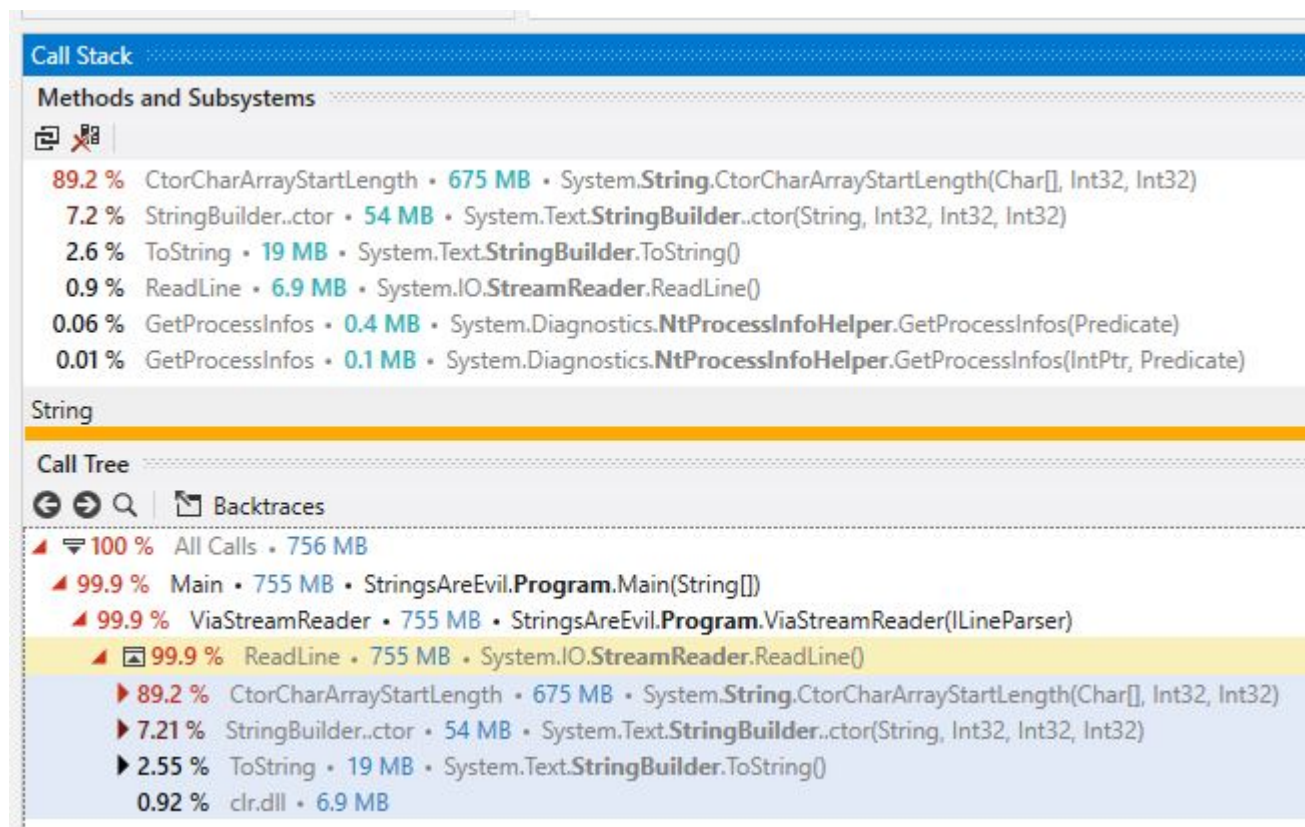 Call Stack
Methods and Subsystems
89.2 % CtorCharArrayStartLength • 675 MB • System.String.CtorCharArrayStartLength(Char[], Int32, Int32)
7.2 % StringBuilder..ctor • 54 MB • System.Text.StringBuilder..ctor(String, Int32, Int32, Int32)
2.6 % ToString • 19 MB • System.Text.StringBuilder.ToString()
0.9 % ReadLine • 6.9 MB • System.IO.StreamReader.ReadLine()
0.06 % GetProcessInfos • 0.4 MB • System.Diagnostics.NtProcessInfoHelper.GetProcessInfos(Predicate)
0.01 % GetProcessInfos • 0.1 MB • System.Diagnostics.NtProcessInfoHelper.GetProcessInfos(IntPtr, Predicate)
String
Call Tree
Backtraces
100 % All Calls • 756 MB
99.9 % Main • 755 MB • StringsAreEvil.Program.Main(String[])
99.9 % ViaStreamReader • 755 MB • StringsAreEvil.Program.ViaStreamReader(ILineParser)
99.9 % ReadLine • 755 MB • System.IO.StreamReader.ReadLine()
89.2 % CtorCharArrayStartLength • 675 MB • System.String.CtorCharArrayStartLength(Char[], Int32, Int32)
7.21 % StringBuilder..ctor • 54 MB • System.Text.StringBuilder..ctor(String, Int32, Int32, Int32)
2.55 % ToString • 19 MB • System.Text.StringBuilder.ToString()
0.92 % clr.dll • 6.9 MB